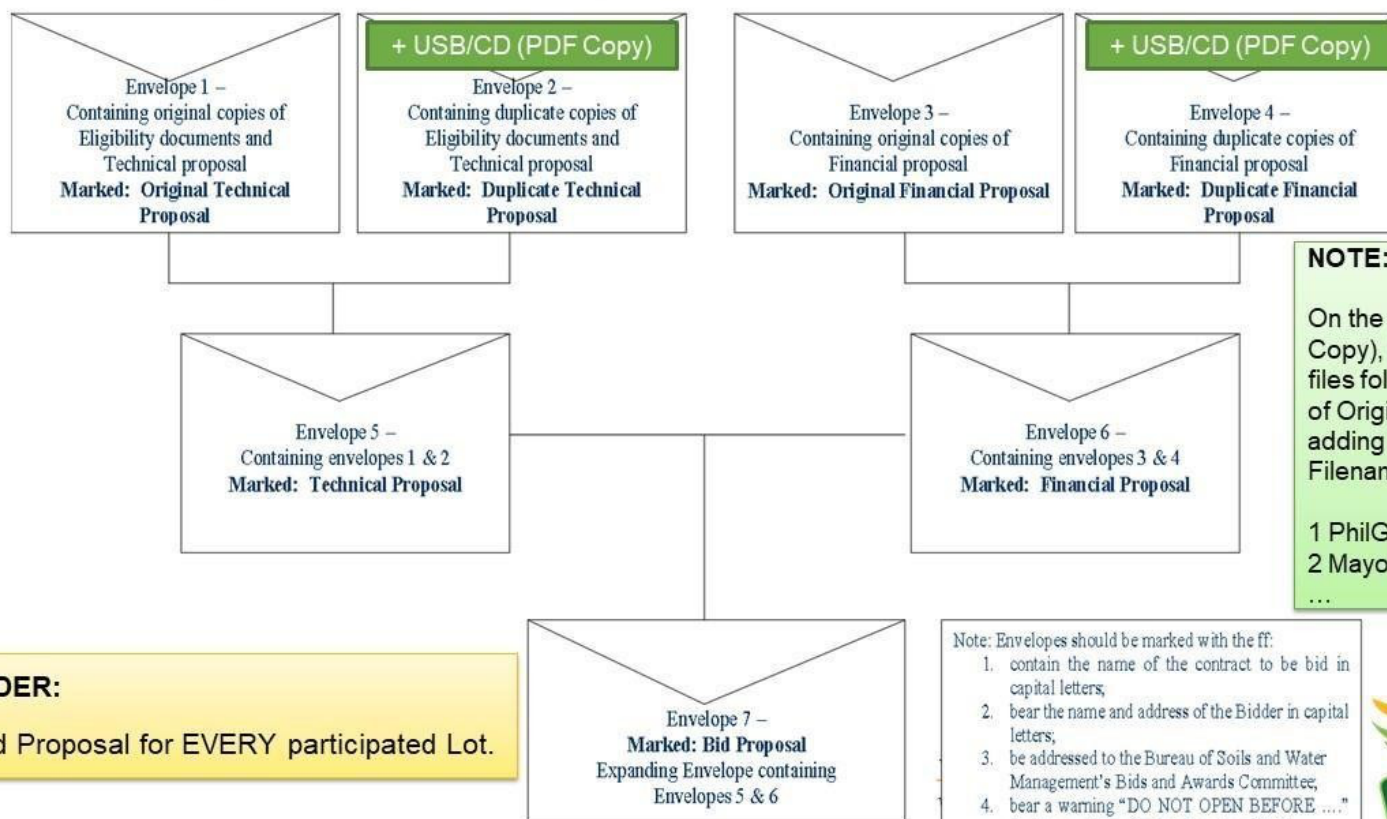 Envelope 1 –
Containing original copies of
Eligibility documents and
Technical proposal
Marked: Original Technical
Proposal
+ USB/CD (PDF Copy)
Envelope 2 –
Containing duplicate copies of
Eligibility documents and
Technical proposal
Marked: Duplicate Technical
Proposal
Envelope 3 –
Containing original copies of
Financial proposal
Marked: Original Financial Proposal
+ USB/CD (PDF Copy)
Envelope 4 –
Containing duplicate copies of
Financial proposal
Marked: Duplicate Financial
Proposal
NOTE:
On the
Copy),
files fol
of Origi
adding
Filenan
1 PhilG
2 Mayo
...
Envelope 5 –
Containing envelopes 1 & 2
Marked: Technical Proposal
Envelope 6 –
Containing envelopes 3 & 4
Marked: Financial Proposal
DER:
d Proposal for EVERY participated Lot.
Envelope 7 –
Marked: Bid Proposal
Expanding Envelope containing
Envelopes 5 & 6
Note: Envelopes should be marked with the ff:
1. contain the name of the contract to be bid in
capital letters;
2. bear the name and address of the Bidder in capital
letters;
3. be addressed to the Bureau of Soils and Water
Management's Bids and Awards Committee;
4. bear a warning “DO NOT OPEN BEFORE ….”